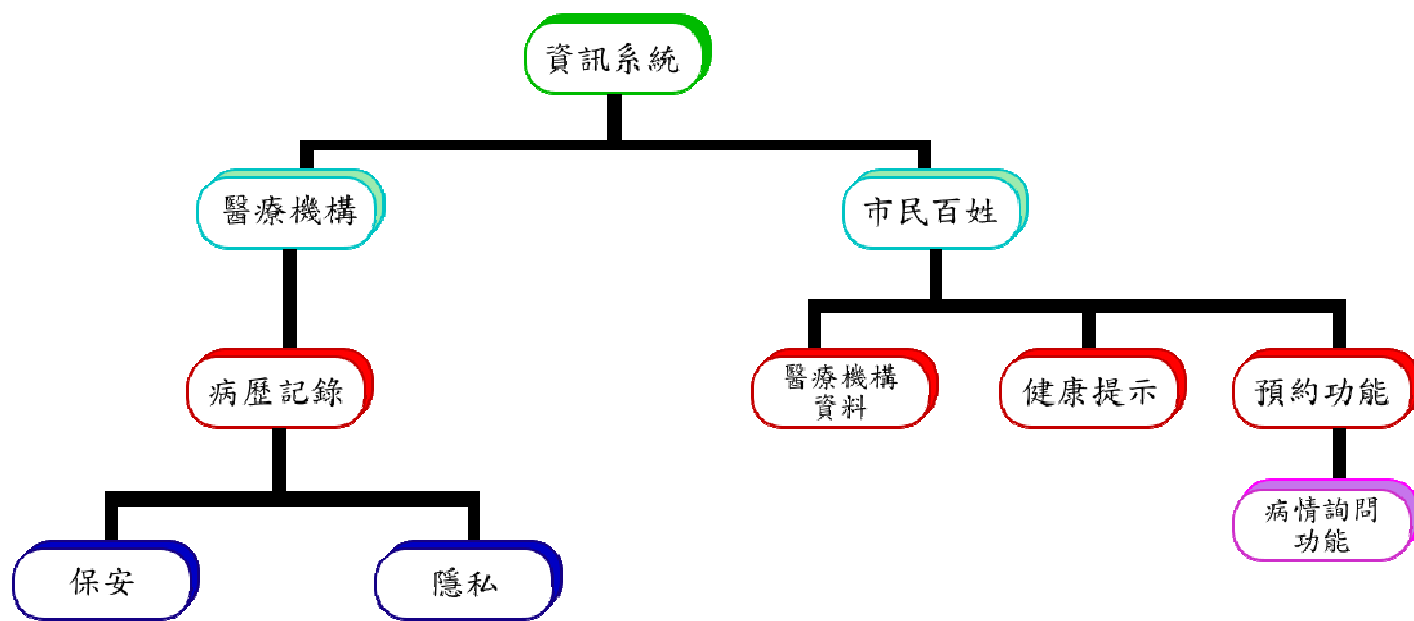 資訊系統
醫療機構
市民百姓
病歷記錄
醫療機構
資料
健康提示
預約功能
病情詢問
功能
保安
隱私